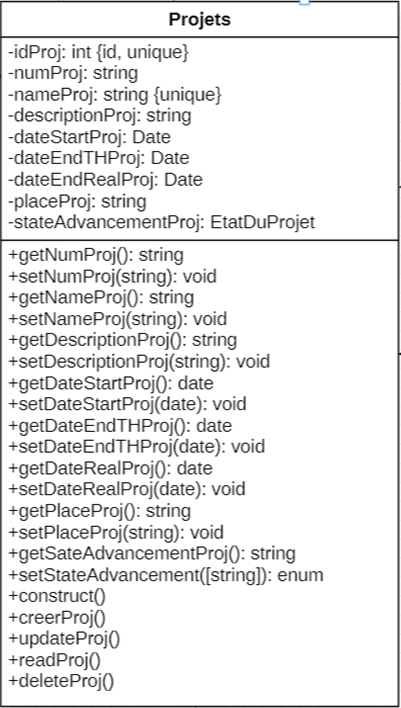 Projets
-idProj: int {id, unique}
-numProj: string
-nameProj: string {unique}
-descriptionProj: string
-dateStartProj: Date
-dateEndTHProj: Date
-dateEndRealProj: Date
-placeProj: string
-stateAdvancementProj: EtatDuProjet
+getNumProj(): string
+setNumProj(string): void
+getNameProj(): string
+setNameProj(string): void
+getDescriptionProj(): string
+setDescriptionProj(string): void
+getDateStartProj(): date
+setDateStartProj(date): void
+getDateEndTHProj(): date
+setDateEndTHProj(date): void
+getDateRealProj(): date
+setDateRealProj(date): void
+getPlaceProj(): string
+setPlaceProj(string): void
+getSateAdvancementProj(): string
+setStateAdvancement([string]): enum
+construct()
+creerProj()
+updateProj()
+readProj()
+deleteProj()